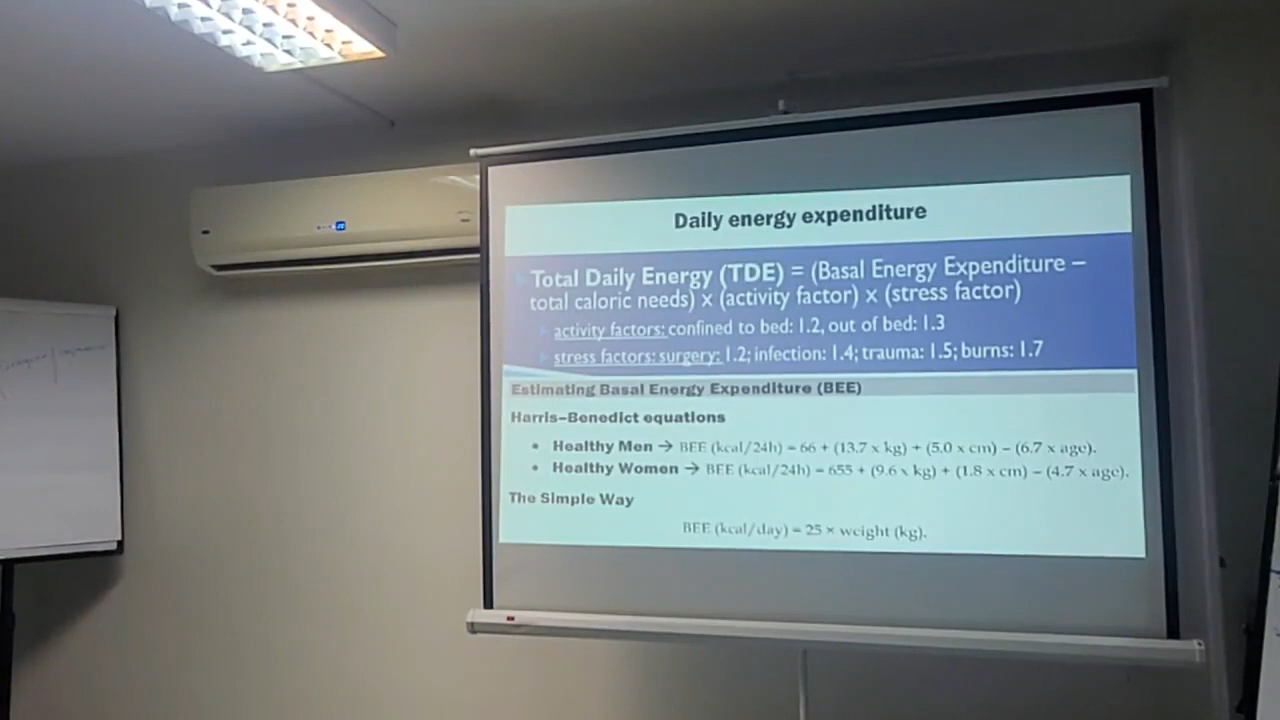 Daily energy expenditure
Total Daily Energy (TDE) = (Basal Energy Expenditure –
total caloric needs) x (activity factor) x (stress factor)
activity factors: confined to bed: 1.2, out of bed: 1.3
stress factors: surgery: 1.2; infection: 1.4; trauma: 1.5; burns: 1.7
Estimating Basal Energy Expenditure (BEE)
Harris–Benedict equations
• Healthy Men → BEE (kcal/24h) = 66 + (13.7 x kg) + (5.0 x cm) – (6.7 x age).
• Healthy Women → BEE (kcal/24h) = 655 + (9.6 x kg) + (1.8 x cm) – (4.7 x age).
The Simple Way
BEE (kcal/day) = 25 × weight (kg).